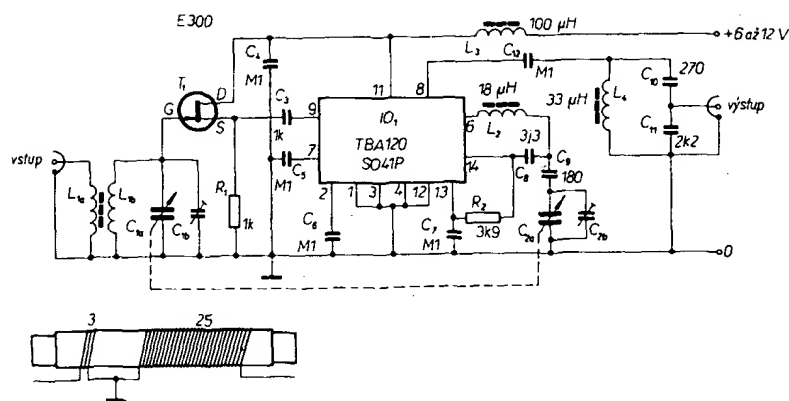 E300
100 μH
+6 až 12 V
L₃
C₁₂
M1
C₄
M1
T₁
D
G
S
C₃
1k
9
11
8
IO₁
TBA120
SO41P
18 μH
6
L₂
33 μH
L₄
C₁₀
270
výstup
C₁₁
2k2
vstup
L₁ₐ
L₁b
C₁ₐ
C₁b
R₁
1k
7
C₅
M1
14
3j3
C₈
C₉
180
2
1
3
4
12
13
C₆
M1
C₇
M1
R₂
3k9
C₂ₐ
C₂b
0
3
25